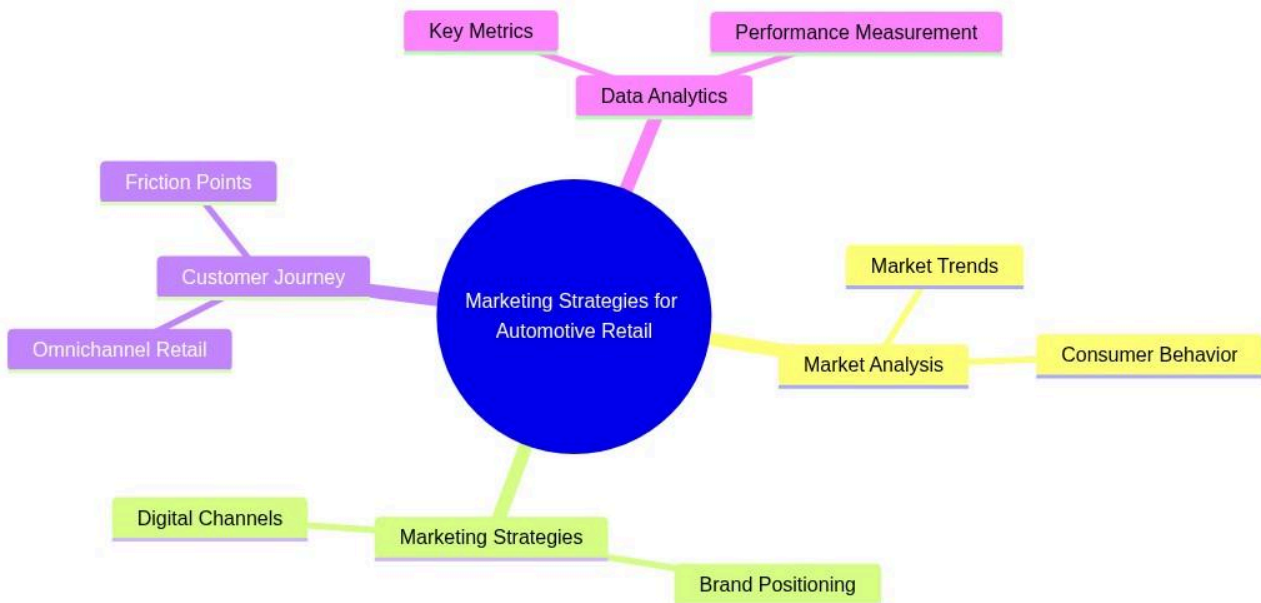 Key Metrics
Performance Measurement
Data Analytics
Friction Points
Customer Journey
Omnichannel Retail
Marketing Strategies for
Automotive Retail
Market Trends
Market Analysis
Consumer Behavior
Digital Channels
Marketing Strategies
Brand Positioning